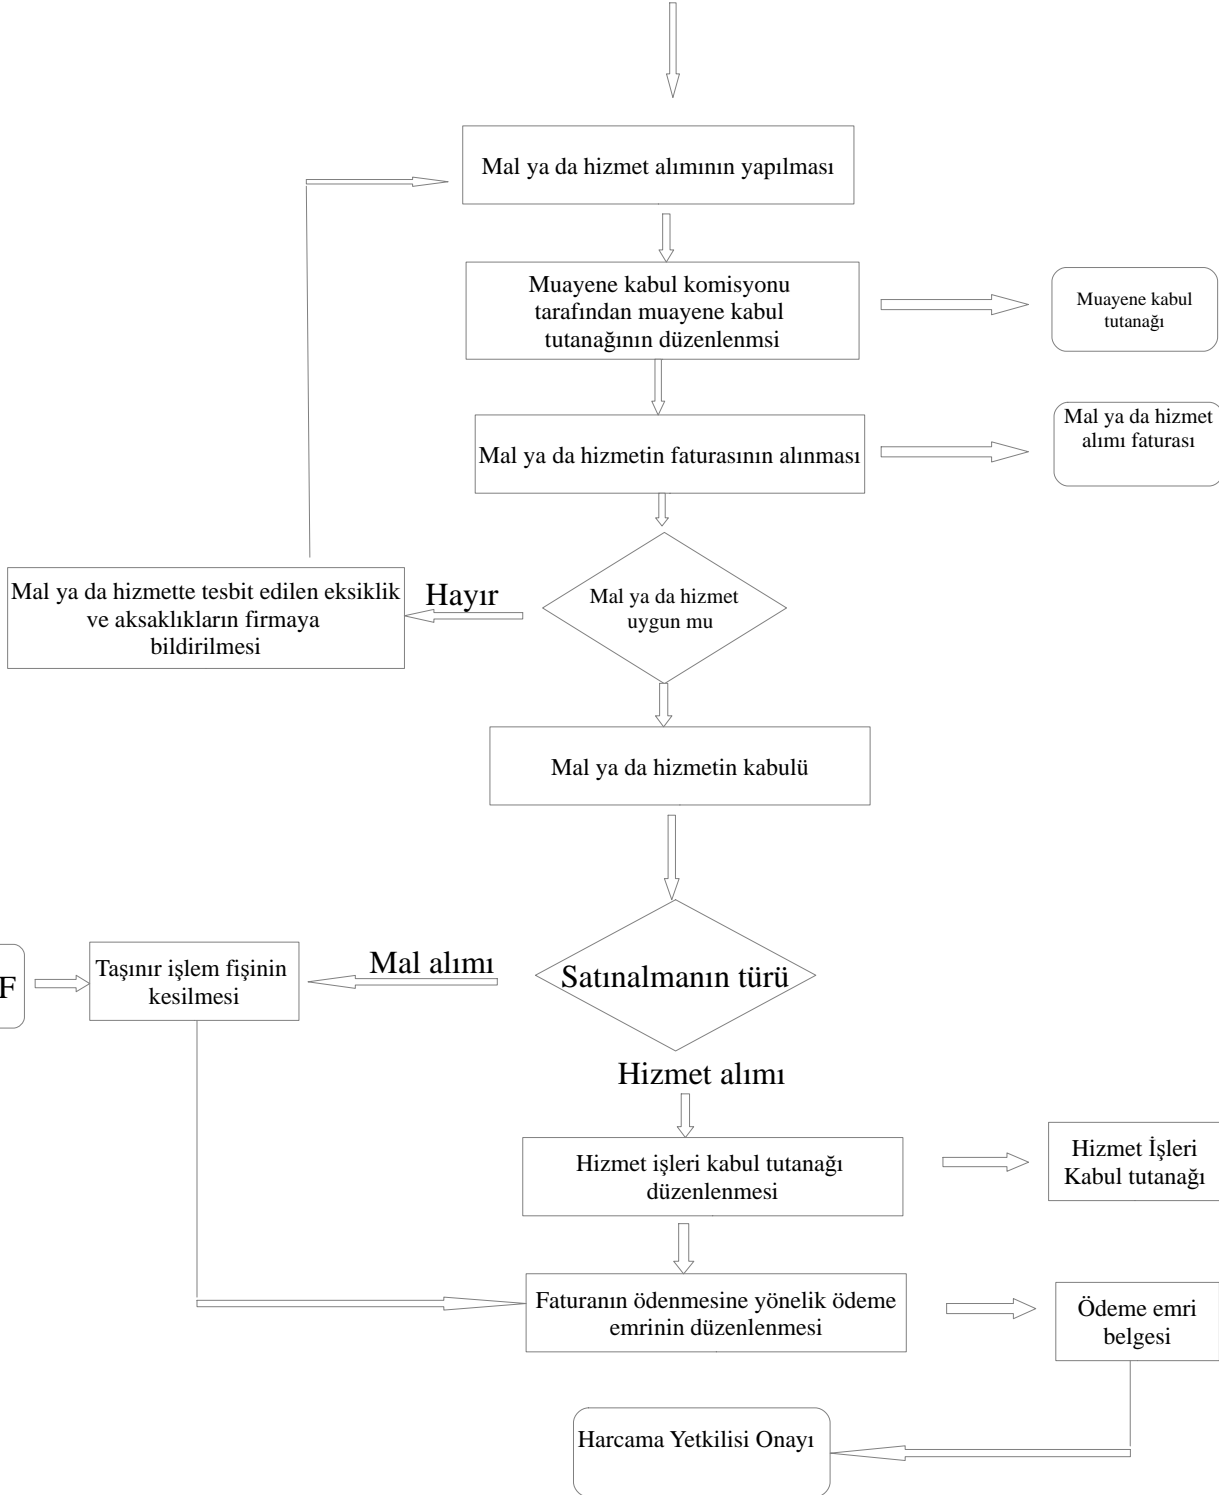 Mal ya da hizmet alımının yapılması
Muayene kabul komisyonu
tarafından muayene kabul
tutanağının düzenlenmsi
Muayene kabul
tutanağı
Mal ya da hizmetin faturasının alınması
Mal ya da hizmet
alımı faturası
Mal ya da hizmet
uygun mu
Hayır
Mal ya da hizmette tesbit edilen eksiklik
ve aksaklıkların firmaya
bildirilmesi
Mal ya da hizmetin kabulü
Satınalmanın türü
Mal alımı
Taşınır işlem fişinin
kesilmesi
F
Hizmet alımı
Hizmet işleri kabul tutanağı
düzenlenmesi
Hizmet İşleri
Kabul tutanağı
Faturanın ödenmesine yönelik ödeme
emrinin düzenlenmesi
Ödeme emri
belgesi
Harcama Yetkilisi Onayı